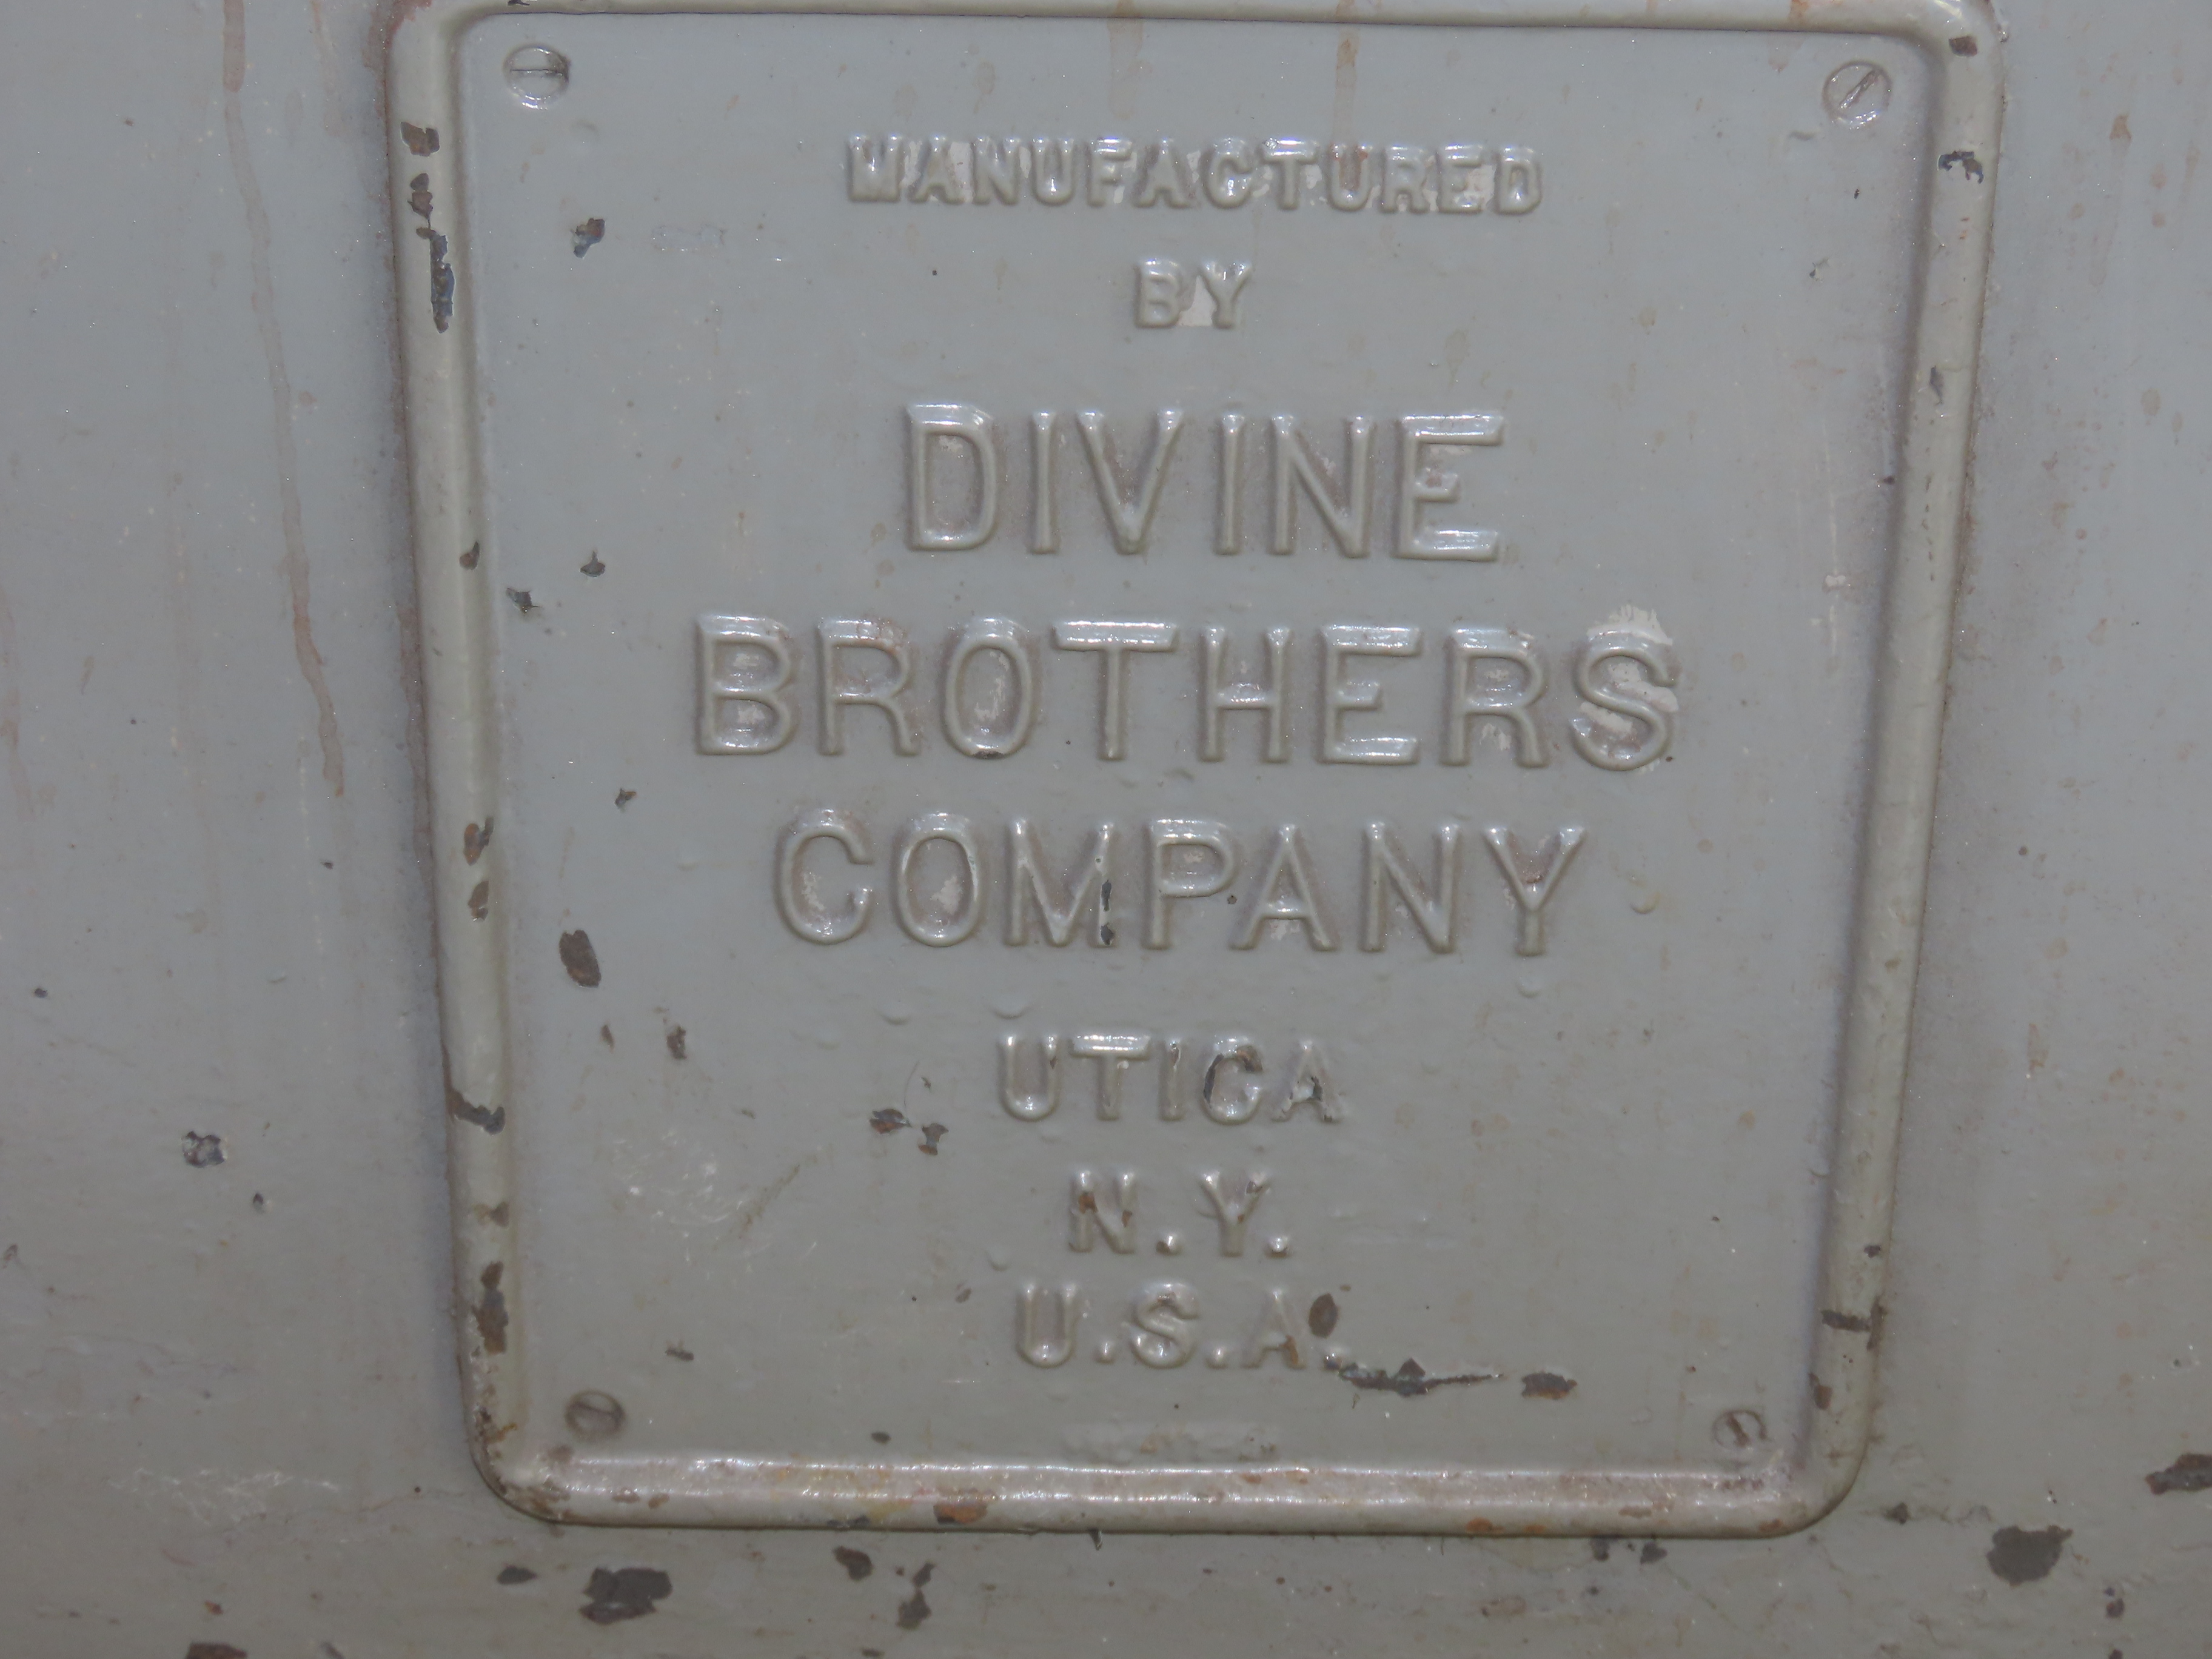 MANUFACTURED
BY
DIVINE
BROTHERS
COMPANY
UTICA
N.Y.
U.S.A.